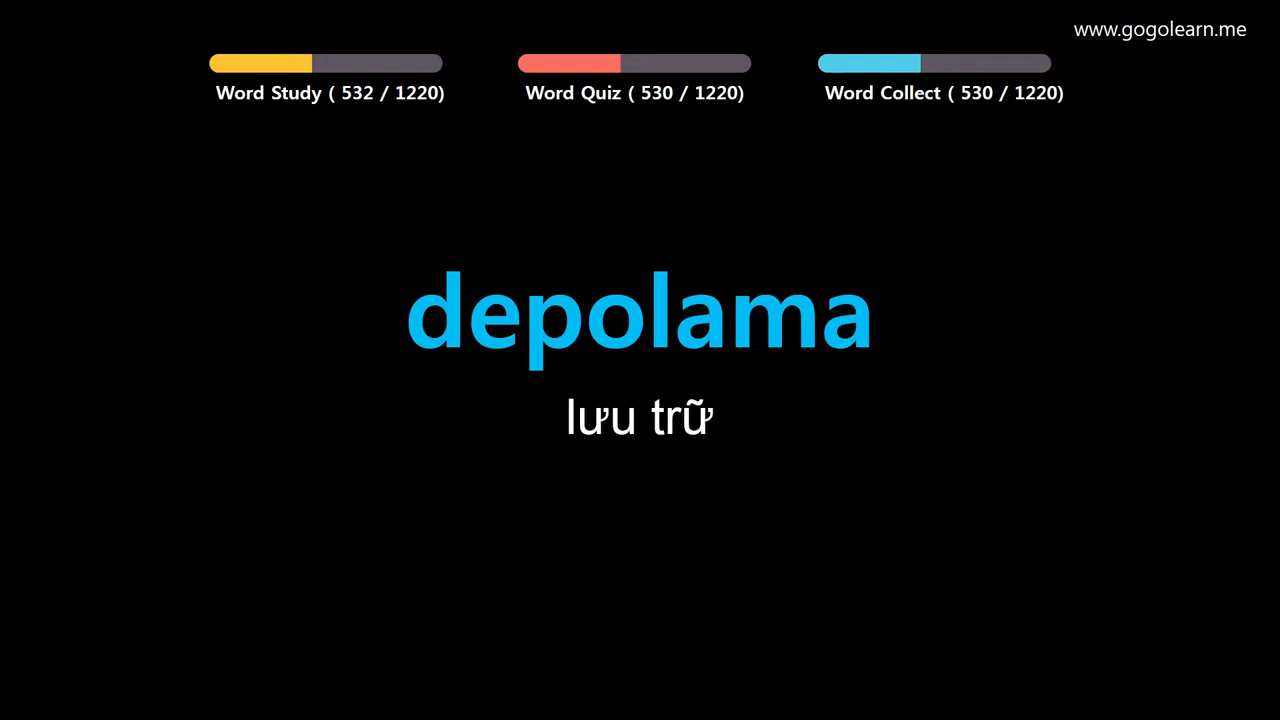 www.gogolearn.me
Word Study ( 532 / 1220)
Word Quiz ( 530 / 1220)
Word Collect ( 530 / 1220)
depolama
lưu trữ